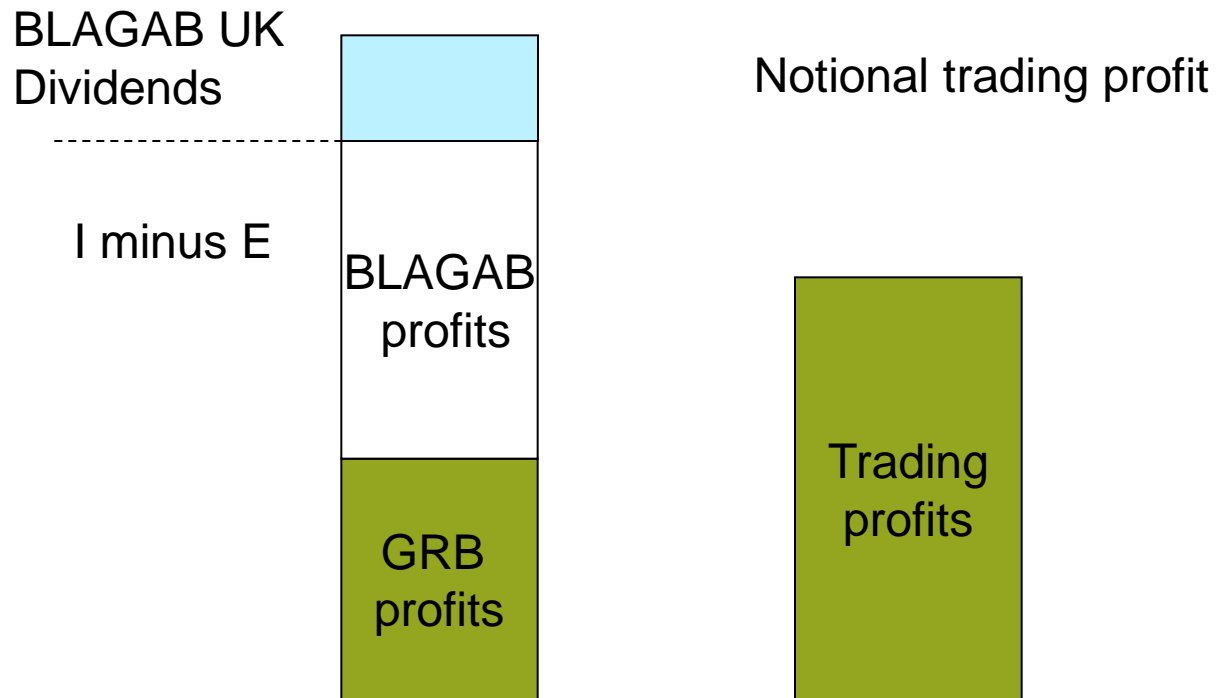 BLAGAB UK
Dividends
Notional trading profit
I minus E
BLAGAB
profits
Trading
profits
GRB
profits